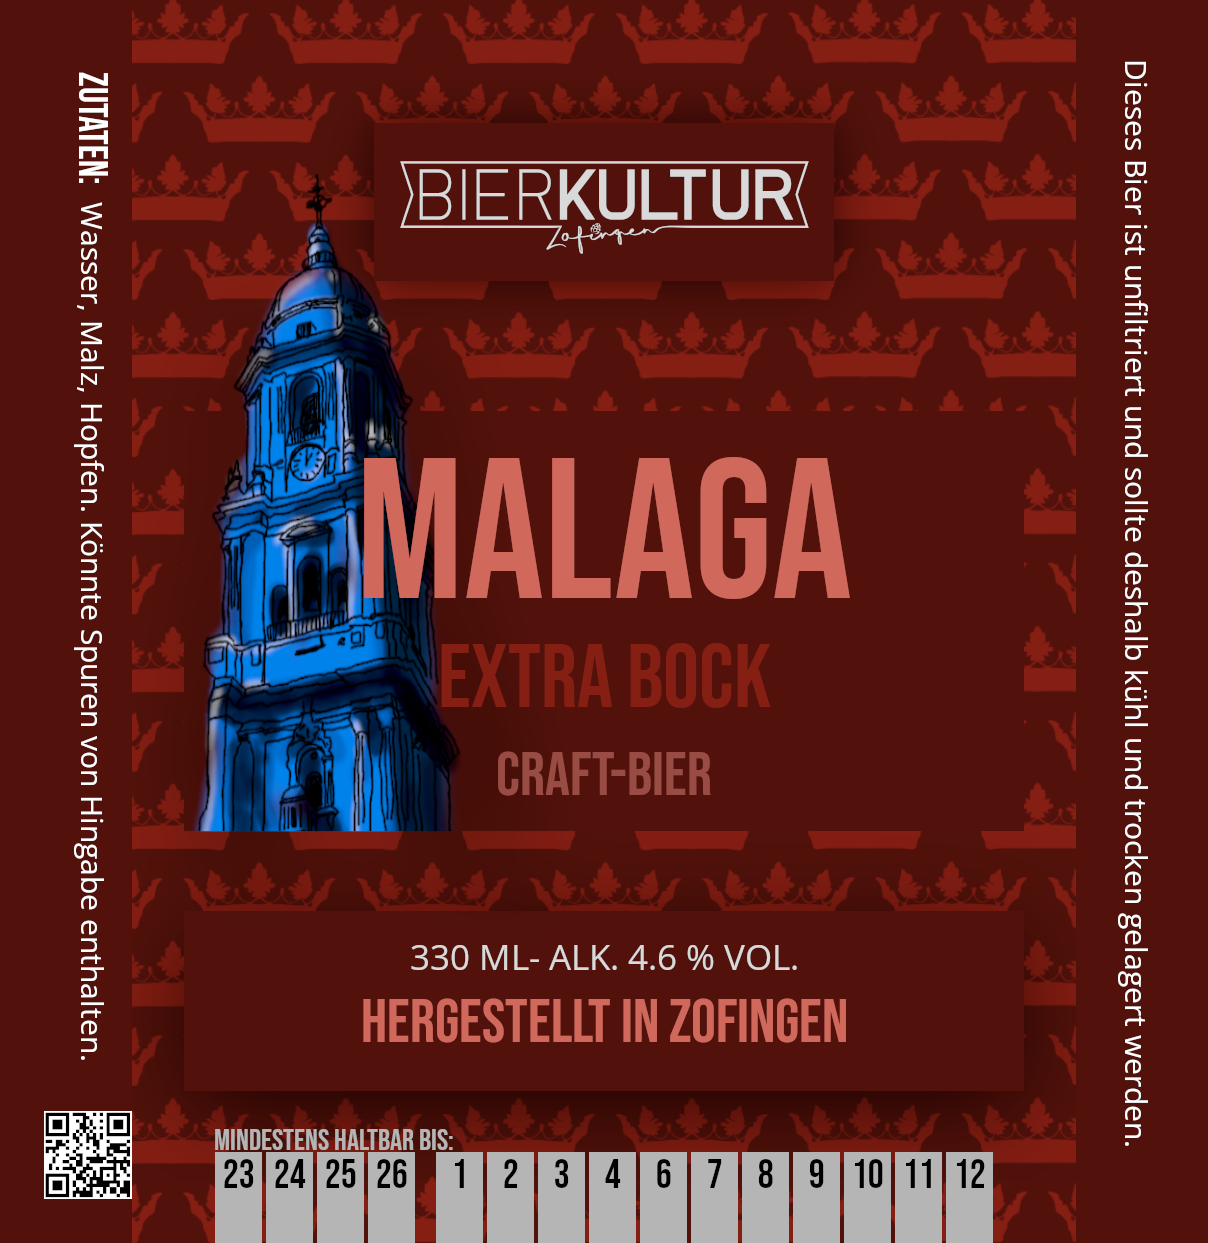 ZUTATEN: Wasser, Malz, Hopfen. Könnte Spuren von Hingabe enthalten.
BIERKULTUR
Zofingen
MALAGA
EXTRA BOCK
CRAFT-BIER
330 ML- ALK. 4.6 % VOL.
HERGESTELLT IN ZOFINGEN
MINDESTENS HALTBAR BIS:
23 24 25 26 1 2 3 4 6 7 8 9 10 11 12
Dieses Bier ist unfiltriert und sollte deshalb kühl und trocken gelagert werden.